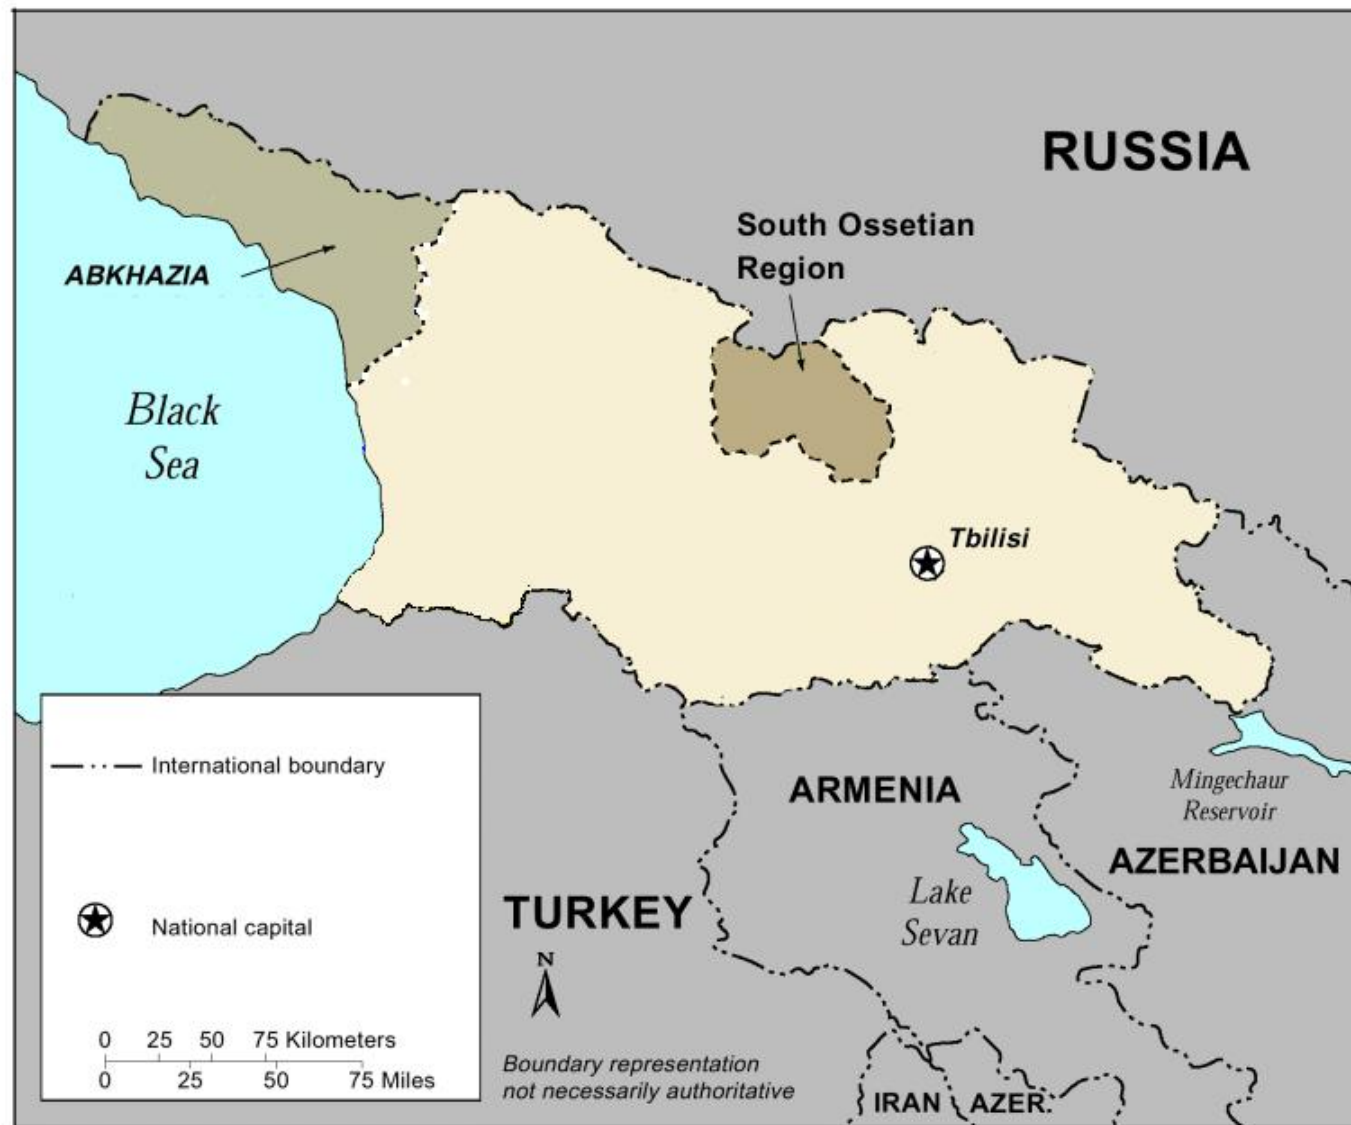 RUSSIA
South Ossetian
Region
ABKHAZIA
Black
Sea
Tbilisi
International boundary
National capital
0 25 50 75 Kilometers
0 25 50 75 Miles
ARMENIA
Mingechaur
Reservoir
AZERBAIJAN
Lake
Sevan
TURKEY
N
Boundary representation
not necessarily authoritative
IRAN
AZER.